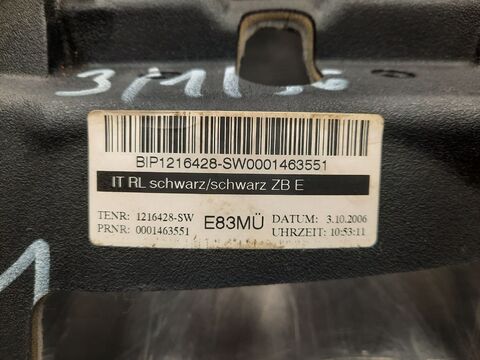 BIP1216428-SW0001463551
IT RL schwarz/schwarz ZB E
TENR: 1216428-SW
PRNR: 0001463551
E83MÜ
DATUM: 3.10.2006
UHRZEIT: 10:53:11
1